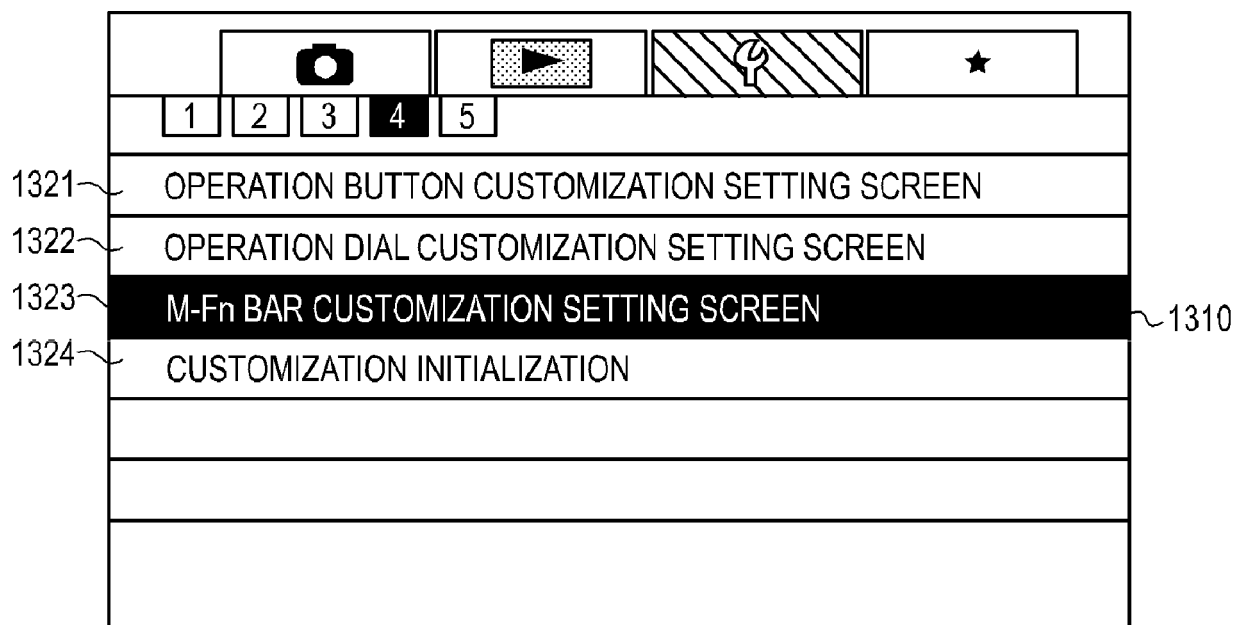 1 2 3 4 5
1321 OPERATION BUTTON CUSTOMIZATION SETTING SCREEN
1322 OPERATION DIAL CUSTOMIZATION SETTING SCREEN
1323 M-Fn BAR CUSTOMIZATION SETTING SCREEN 1310
1324 CUSTOMIZATION INITIALIZATION